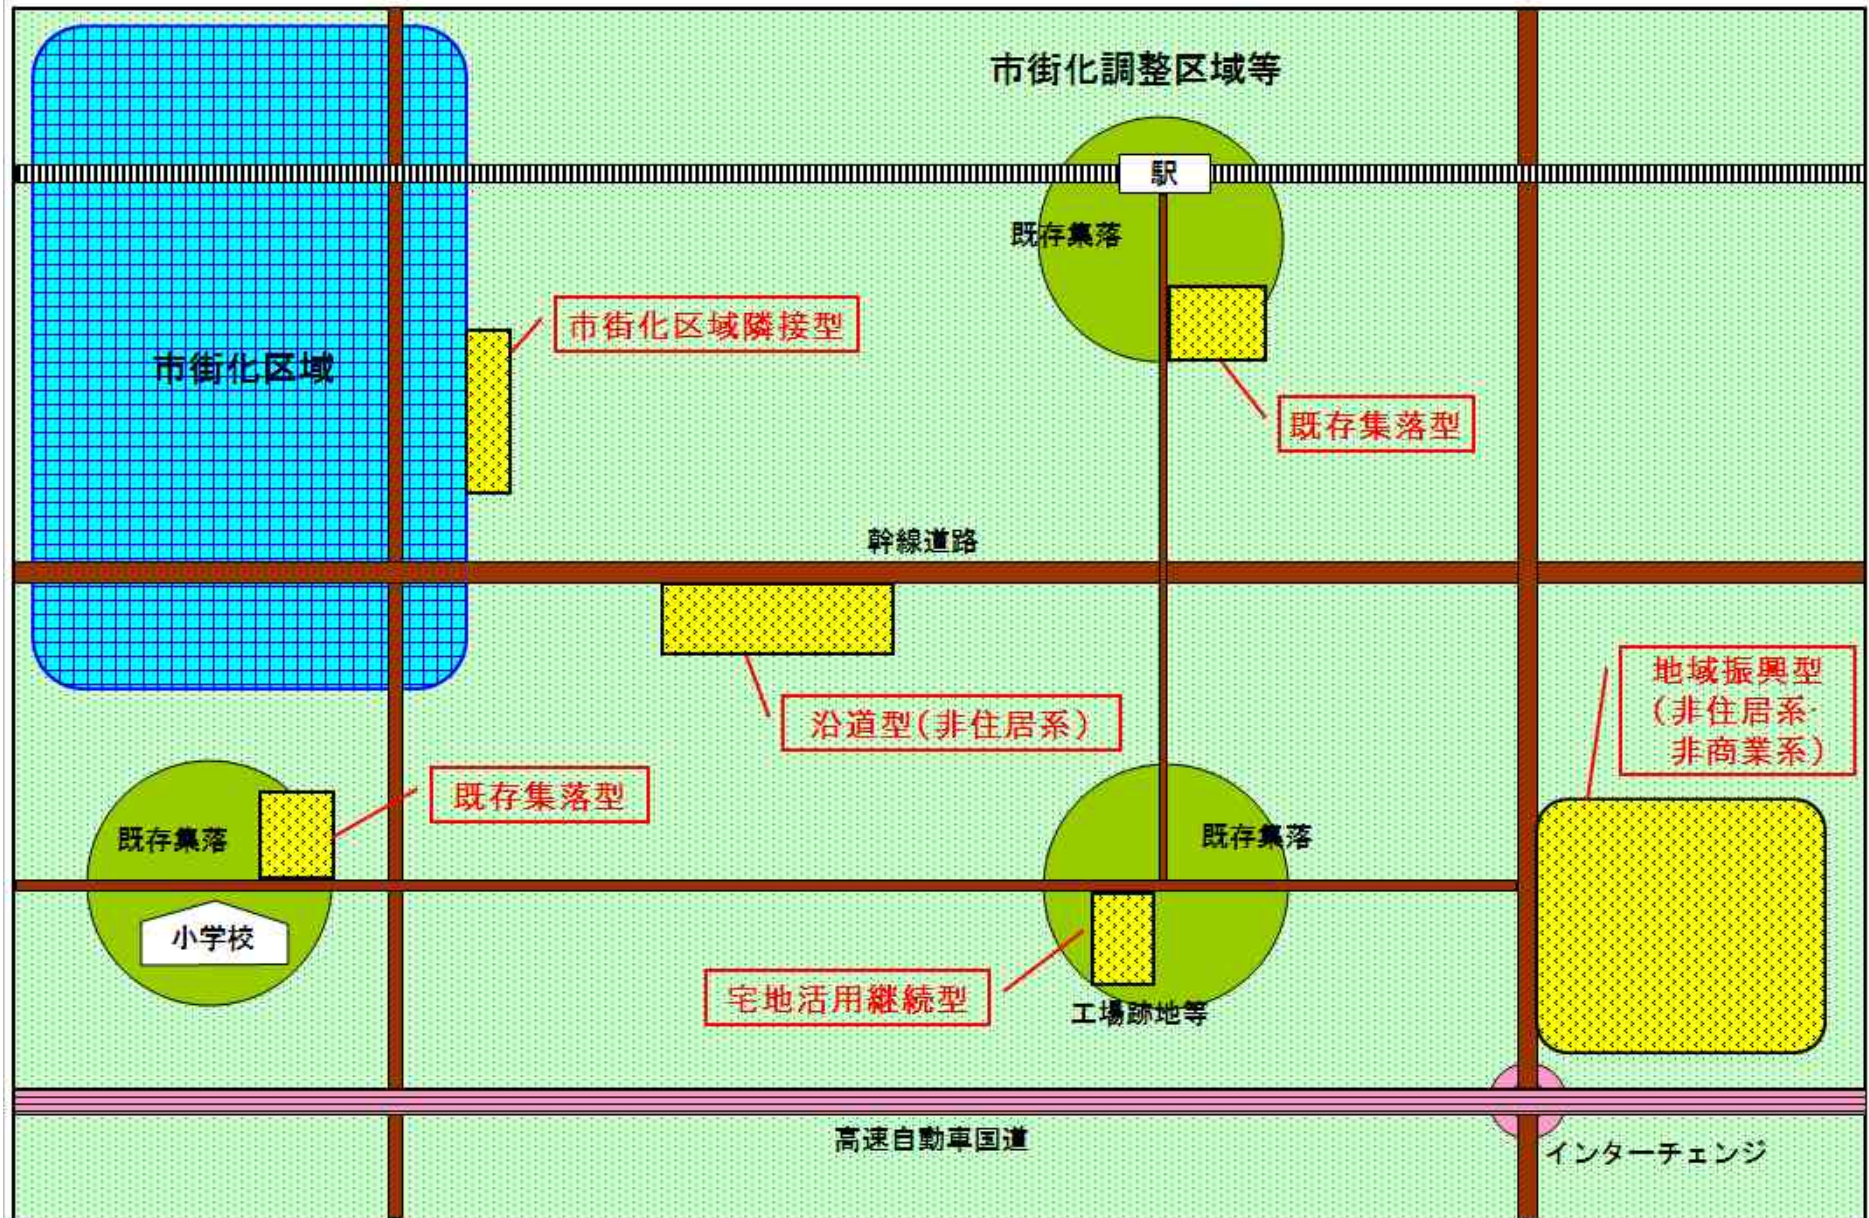 市街化調整区域等
駅
既存集落
市街化区域隣接型
市街化区域
既存集落型
幹線道路
地域振興型
（非住居系・
非商業系）
沿道型（非住居系）
既存集落型
既存集落
既存集落
小学校
宅地活用継続型
工場跡地等
高速自動車国道
インターチェンジ